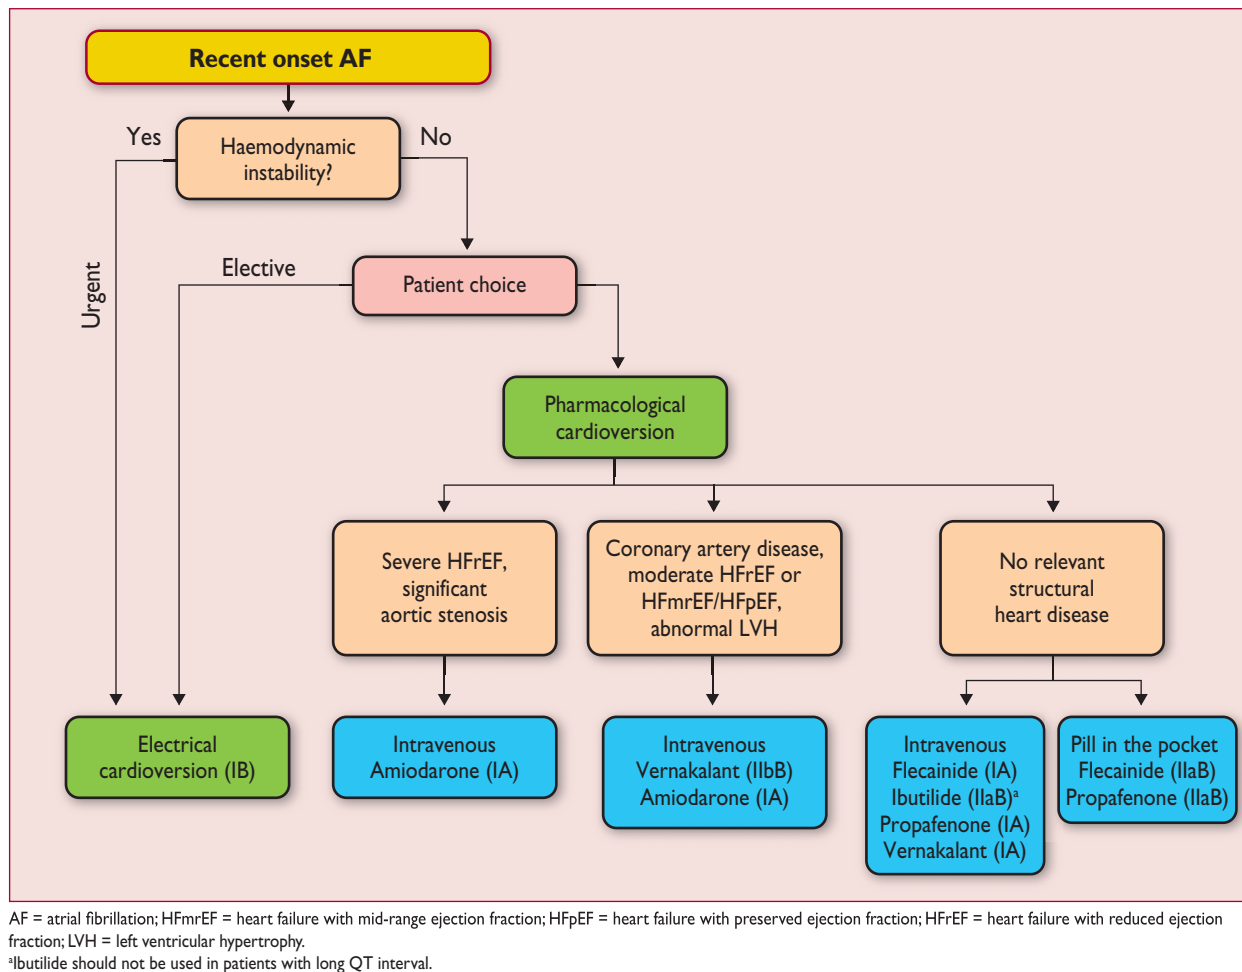 Recent onset AF
Yes
Haemodynamic
instability?
No
Urgent
Elective
Patient choice
Pharmacological
cardioversion
Severe HFrEF,
significant
aortic stenosis
Coronary artery disease,
moderate HFrEF or
HFmrEF/HFpEF,
abnormal LVH
No relevant
structural
heart disease
Electrical
cardioversion (IB)
Intravenous
Amiodarone (IA)
Intravenous
Vernakalant (IIbB)
Amiodarone (IA)
Intravenous
Flecainide (IA)
Ibutilide (IIaB)ᵃ
Propafenone (IA)
Vernakalant (IA)
Pill in the pocket
Flecainide (IIaB)
Propafenone (IIaB)
AF = atrial fibrillation; HFmrEF = heart failure with mid-range ejection fraction; HFpEF = heart failure with preserved ejection fraction; HFrEF = heart failure with reduced ejection
fraction; LVH = left ventricular hypertrophy.
ᵃIbutilide should not be used in patients with long QT interval.